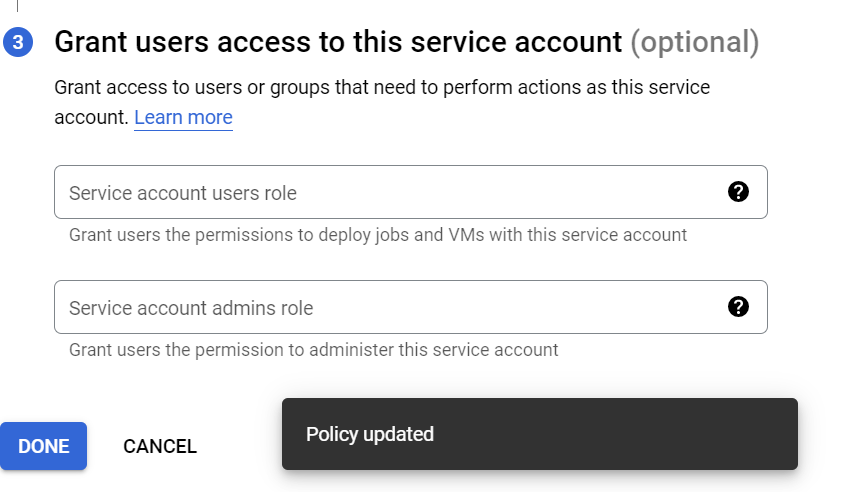 3 Grant users access to this service account (optional)
Grant access to users or groups that need to perform actions as this service
account. Learn more
Service account users role
Grant users the permissions to deploy jobs and VMs with this service account
Service account admins role
Grant users the permission to administer this service account
DONE CANCEL
Policy updated